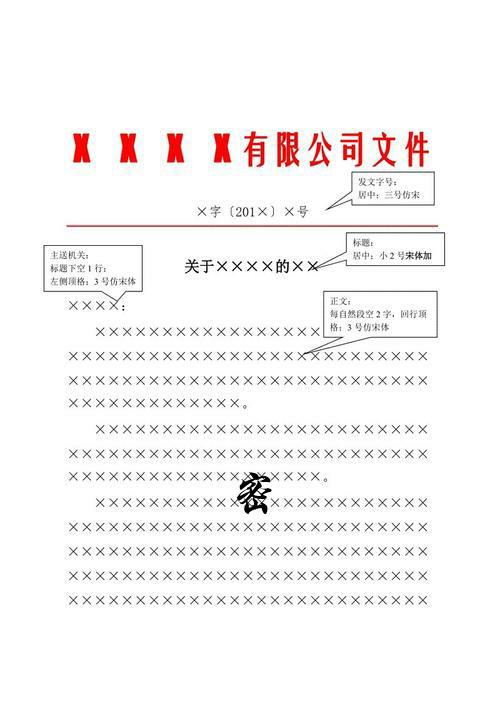 ××××有限公司文件
发文字号：
居中：三号仿宋
×字〔201×〕×号
标题：
居中：小2号宋体加
关于××××的××
主送机关：
标题下空1行；
左侧顶格：3号仿宋体
××××：
正文：
每自然段空2字，回行顶
格：3号仿宋体
×××××××××××××××××
×××××××××××××××××××××××××××
×××××××××××××××××××××××××××
×××××××××××××。
×××××××××××××××××××××××××
×××××××××××××××××××××××××××
×××××××××××××××××××。
密
×××××××××××××××××××××××××
×××××××××××××××××××××××××××
×××××××××××××××××××××××××××
×××××××××××××××××××××××××××
×××××××××××××××××××××××××××